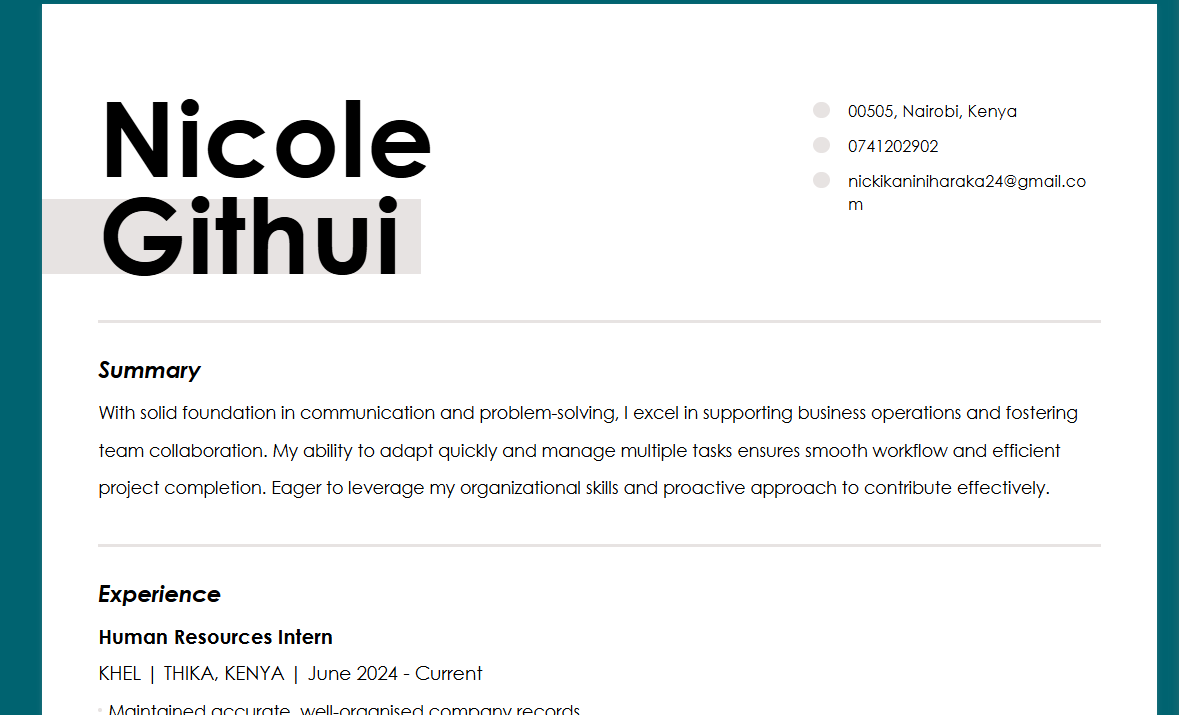 Nicole
Githui
00505, Nairobi, Kenya
0741202902
nickikaniniharaka24@gmail.co
m
Summary
With solid foundation in communication and problem-solving, I excel in supporting business operations and fostering
team collaboration. My ability to adapt quickly and manage multiple tasks ensures smooth workflow and efficient
project completion. Eager to leverage my organizational skills and proactive approach to contribute effectively.
Experience
Human Resources Intern
KHEL | THIKA, KENYA | June 2024 - Current
Maintained accurate, well-organised company records